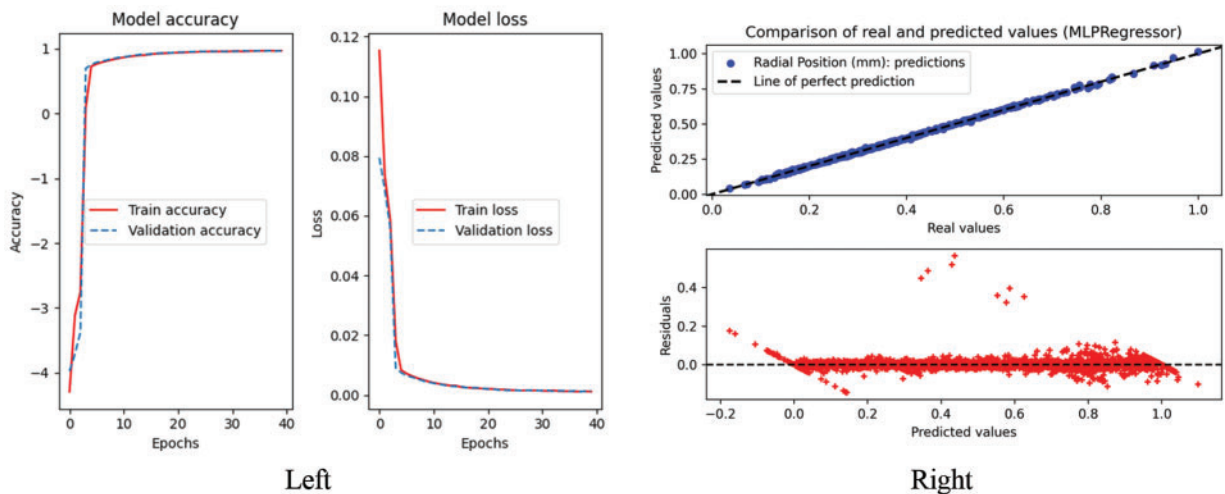 Model accuracy
1
0
−1
−2
−3
−4
Accuracy
Train accuracy
Validation accuracy
0 10 20 30 40
Epochs
Model loss
0.12
0.10
0.08
0.06
0.04
0.02
0.00
Loss
Train loss
Validation loss
0 10 20 30 40
Epochs
Left
Comparison of real and predicted values (MLPRegressor)
1.00
0.75
0.50
0.25
0.00
Predicted values
Radial Position (mm): predictions
Line of perfect prediction
0.0 0.2 0.4 0.6 0.8 1.0
Real values
0.4
0.2
0.0
Residuals
−0.2 0.0 0.2 0.4 0.6 0.8 1.0
Predicted values
Right